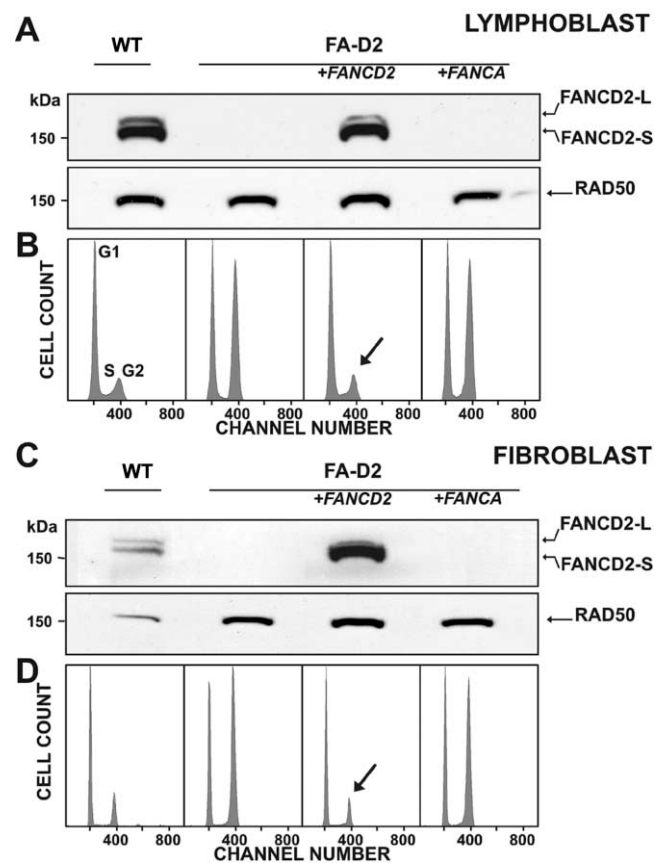 A LYMPHOBLAST
WT FA-D2
+FANCD2 +FANCA
kDa
FANCD2-L
150
FANCD2-S
150
RAD50
B
CELL COUNT
G1
S G2
400 800 400 800 400 800 400 800
CHANNEL NUMBER
C FIBROBLAST
WT FA-D2
+FANCD2 +FANCA
kDa
FANCD2-L
150
FANCD2-S
150
RAD50
D
CELL COUNT
400 800 400 800 400 800 400 800
CHANNEL NUMBER